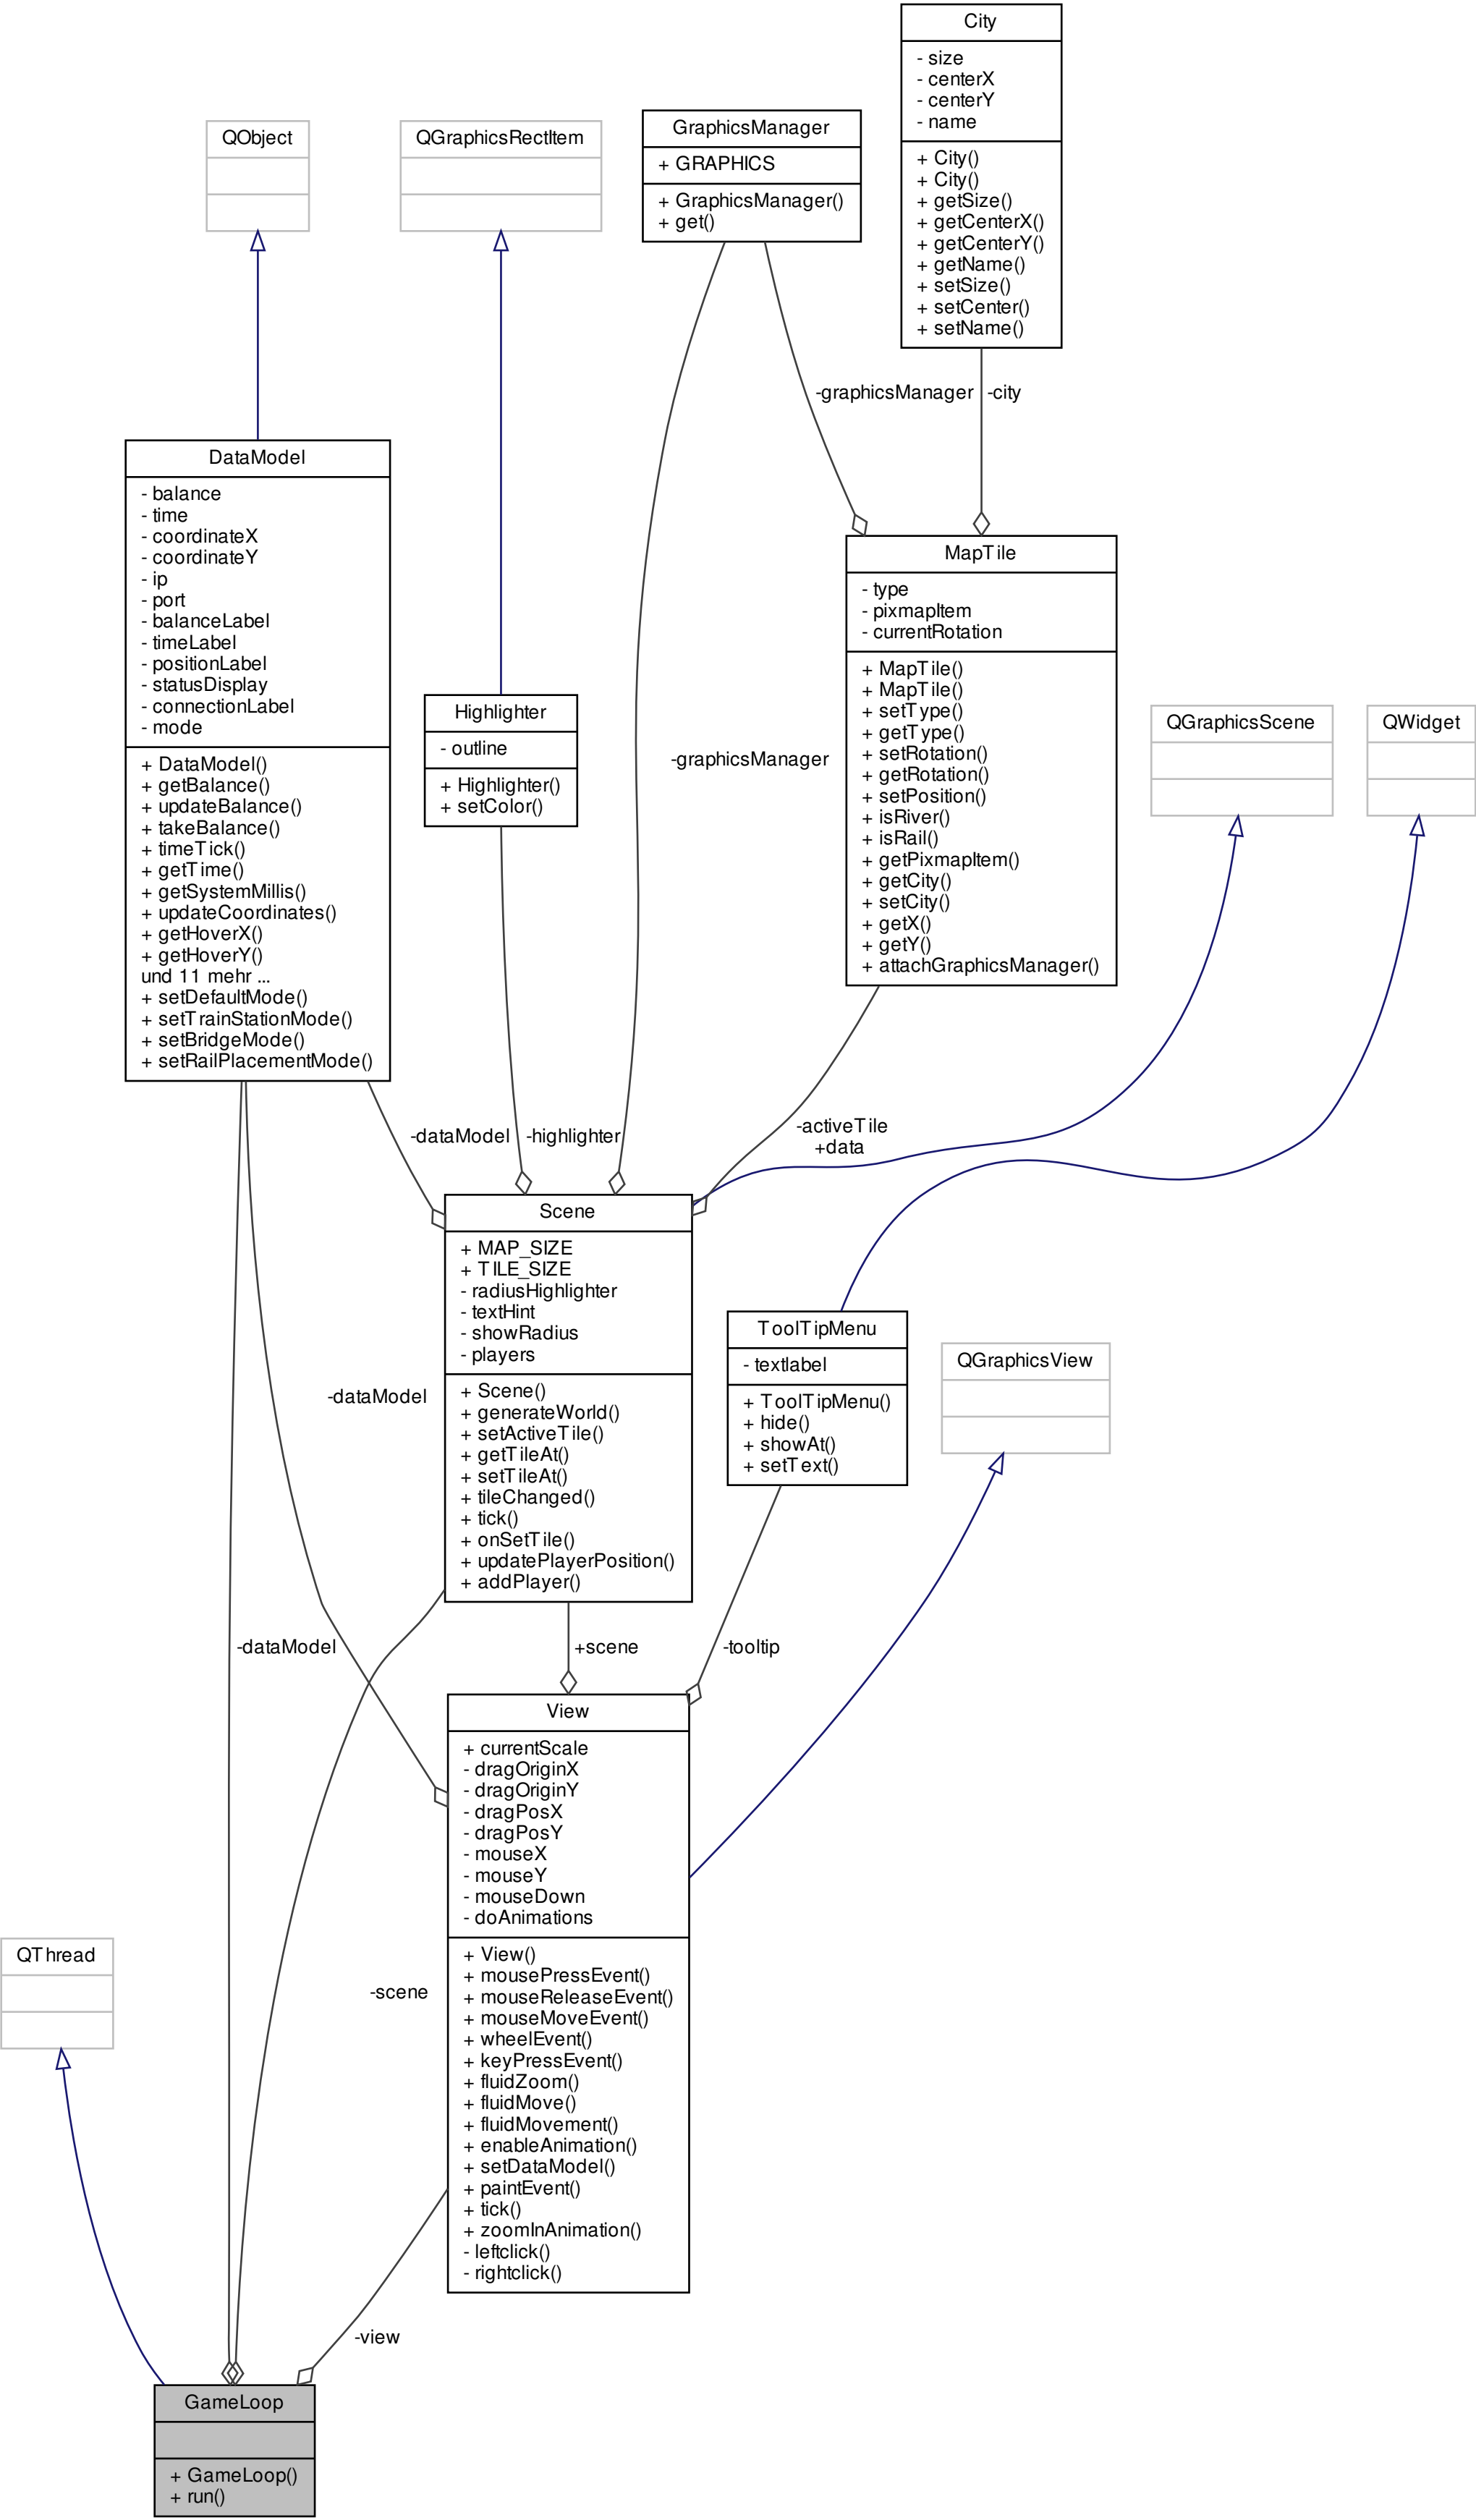 City
- size
- centerX
- centerY
- name
+ City()
+ City()
+ getSize()
+ getCenterX()
+ getCenterY()
+ getName()
+ setSize()
+ setCenter()
+ setName()
GraphicsManager
+ GRAPHICS
+ GraphicsManager()
+ get()
QObject
QGraphicsRectItem
-graphicsManager
-city
DataModel
- balance
- time
- coordinateX
- coordinateY
- ip
- port
- balanceLabel
- timeLabel
- positionLabel
- statusDisplay
- connectionLabel
- mode
+ DataModel()
+ getBalance()
+ updateBalance()
+ takeBalance()
+ timeTick()
+ getTime()
+ getSystemMillis()
+ updateCoordinates()
+ getHoverX()
+ getHoverY()
und 11 mehr ...
+ setDefaultMode()
+ setTrainStationMode()
+ setBridgeMode()
+ setRailPlacementMode()
MapTile
- type
- pixmapItem
- currentRotation
+ MapTile()
+ MapTile()
+ setType()
+ getType()
+ setRotation()
+ getRotation()
+ setPosition()
+ isRiver()
+ isRail()
+ getPixmapItem()
+ getCity()
+ setCity()
+ getX()
+ getY()
+ attachGraphicsManager()
Highlighter
- outline
+ Highlighter()
+ setColor()
-graphicsManager
QGraphicsScene
QWidget
-dataModel
-highlighter
-activeTile
+data
Scene
+ MAP_SIZE
+ TILE_SIZE
- radiusHighlighter
- textHint
- showRadius
- players
+ Scene()
+ generateWorld()
+ setActiveTile()
+ getTileAt()
+ setTileAt()
+ tileChanged()
+ tick()
+ onSetTile()
+ updatePlayerPosition()
+ addPlayer()
ToolTipMenu
- textlabel
+ ToolTipMenu()
+ hide()
+ showAt()
+ setText()
QGraphicsView
-dataModel
-dataModel
+scene
-tooltip
View
+ currentScale
- dragOriginX
- dragOriginY
- dragPosX
- dragPosY
- mouseX
- mouseY
- mouseDown
- doAnimations
+ View()
+ mousePressEvent()
+ mouseReleaseEvent()
+ mouseMoveEvent()
+ wheelEvent()
+ keyPressEvent()
+ fluidZoom()
+ fluidMove()
+ fluidMovement()
+ enableAnimation()
+ setDataModel()
+ paintEvent()
+ tick()
+ zoomInAnimation()
- leftclick()
- rightclick()
QThread
-scene
-view
GameLoop
+ GameLoop()
+ run()